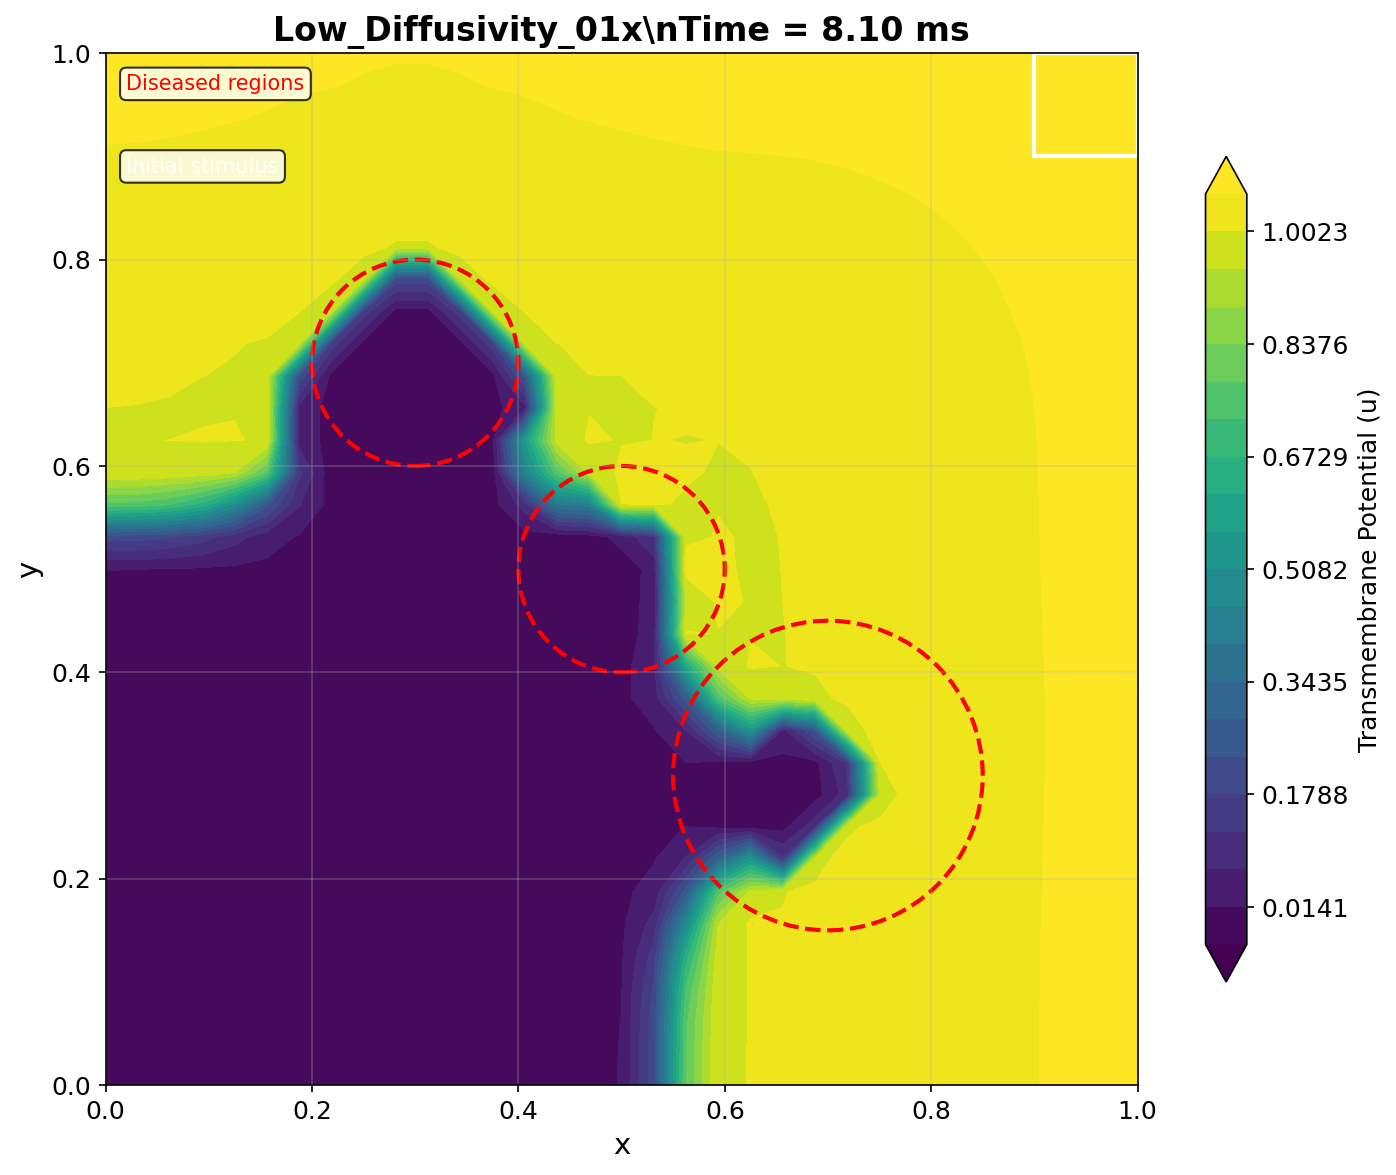 Low_Diffusivity_01x\nTime = 8.10 ms
Diseased regions
Initial stimulus
1.0
0.8
0.6
0.4
0.2
0.0
y
0.0 0.2 0.4 0.6 0.8 1.0
x
1.0023
0.8376
0.6729
0.5082
0.3435
0.1788
0.0141
Transmembrane Potential (u)